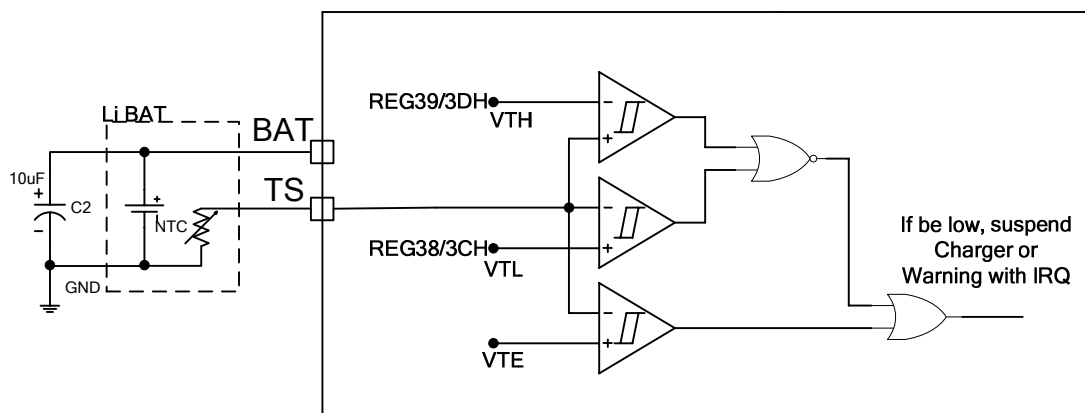 Li BAT
BAT
TS
10uF
+
C2
-
+
NTC
GND
REG39/3DH
VTH
-
+
REG38/3CH
VTL
-
+
VTE
-
+
If be low, suspend
Charger or
Warning with IRQ